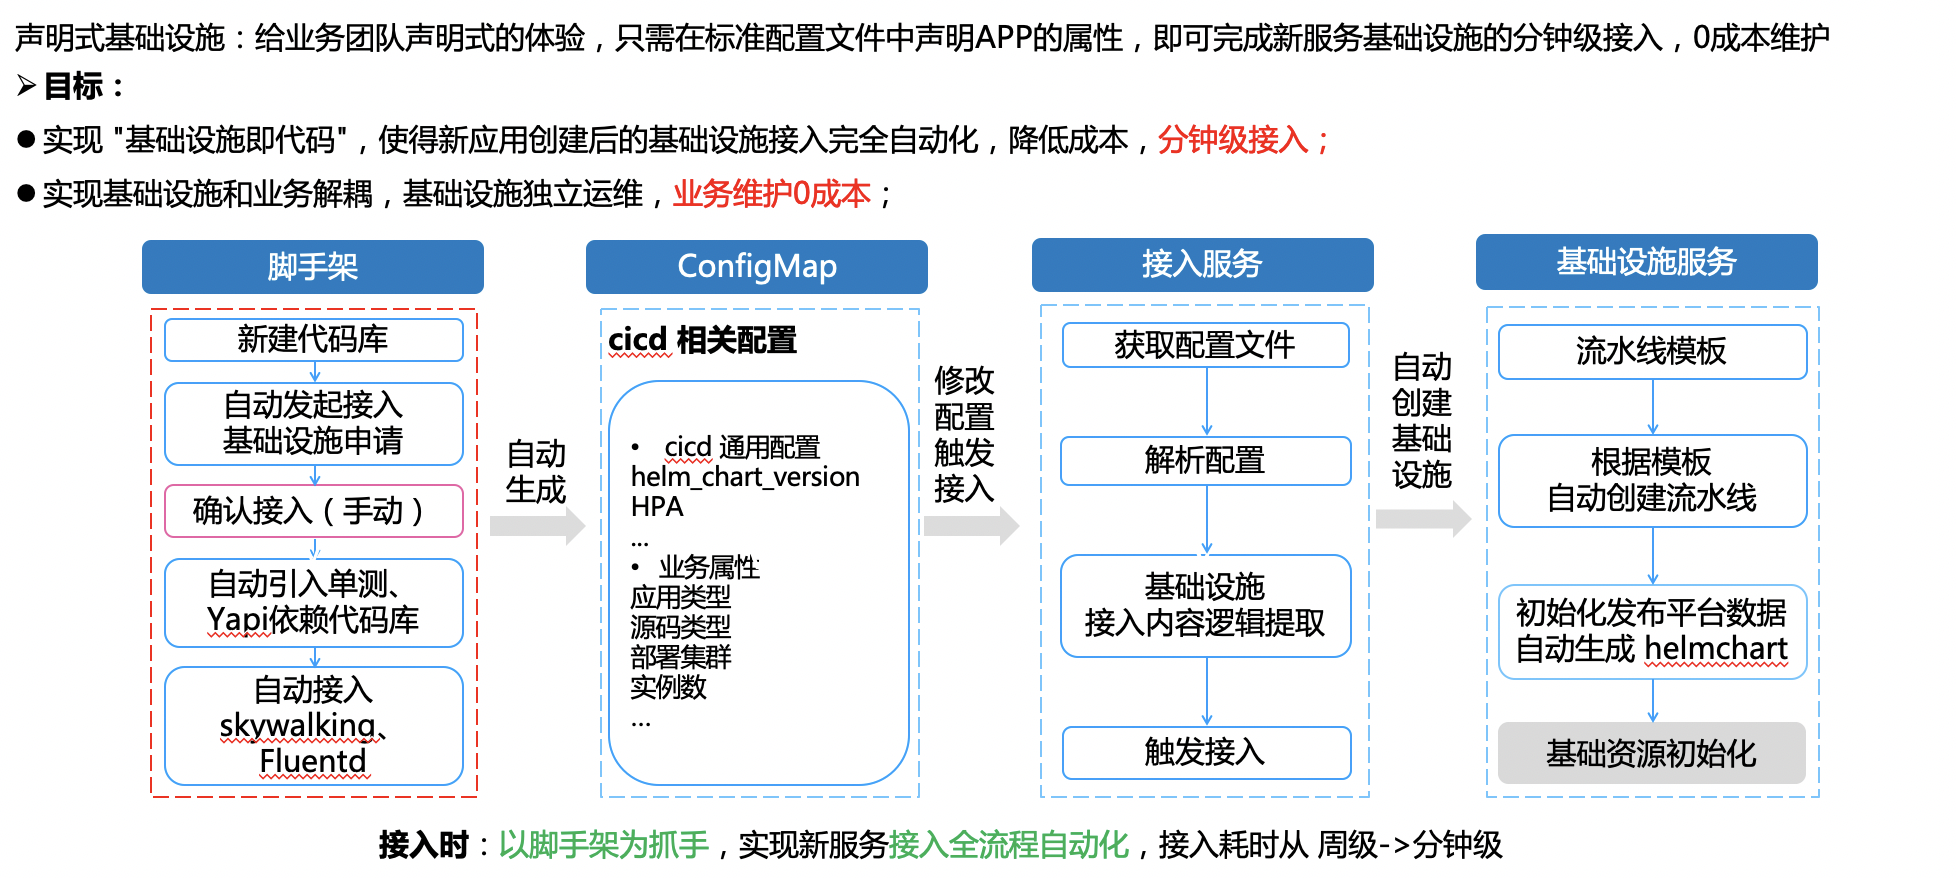 声明式基础设施：给业务团队声明式的体验，只需在标准配置文件中声明APP的属性，即可完成新服务基础设施的分钟级接入，0成本维护
➢ 目标：
● 实现 "基础设施即代码"，使得新应用创建后的基础设施接入完全自动化，降低成本，分钟级接入；
● 实现基础设施和业务解耦，基础设施独立运维，业务维护0成本；
脚手架
新建代码库
自动发起接入
基础设施申请
确认接入（手动）
自动引入单测、
Yapi依赖代码库
自动接入
skywalking、
Fluentd
自动
生成
ConfigMap
cicd 相关配置
• cicd 通用配置
helm_chart_version
HPA
...
• 业务属性
应用类型
源码类型
部署集群
实例数
...
修改
配置
触发
接入
接入服务
获取配置文件
解析配置
基础设施
接入内容逻辑提取
触发接入
自动
创建
基础
设施
基础设施服务
流水线模板
根据模板
自动创建流水线
初始化发布平台数据
自动生成 helmchart
基础资源初始化
接入时：以脚手架为抓手，实现新服务接入全流程自动化，接入耗时从 周级->分钟级